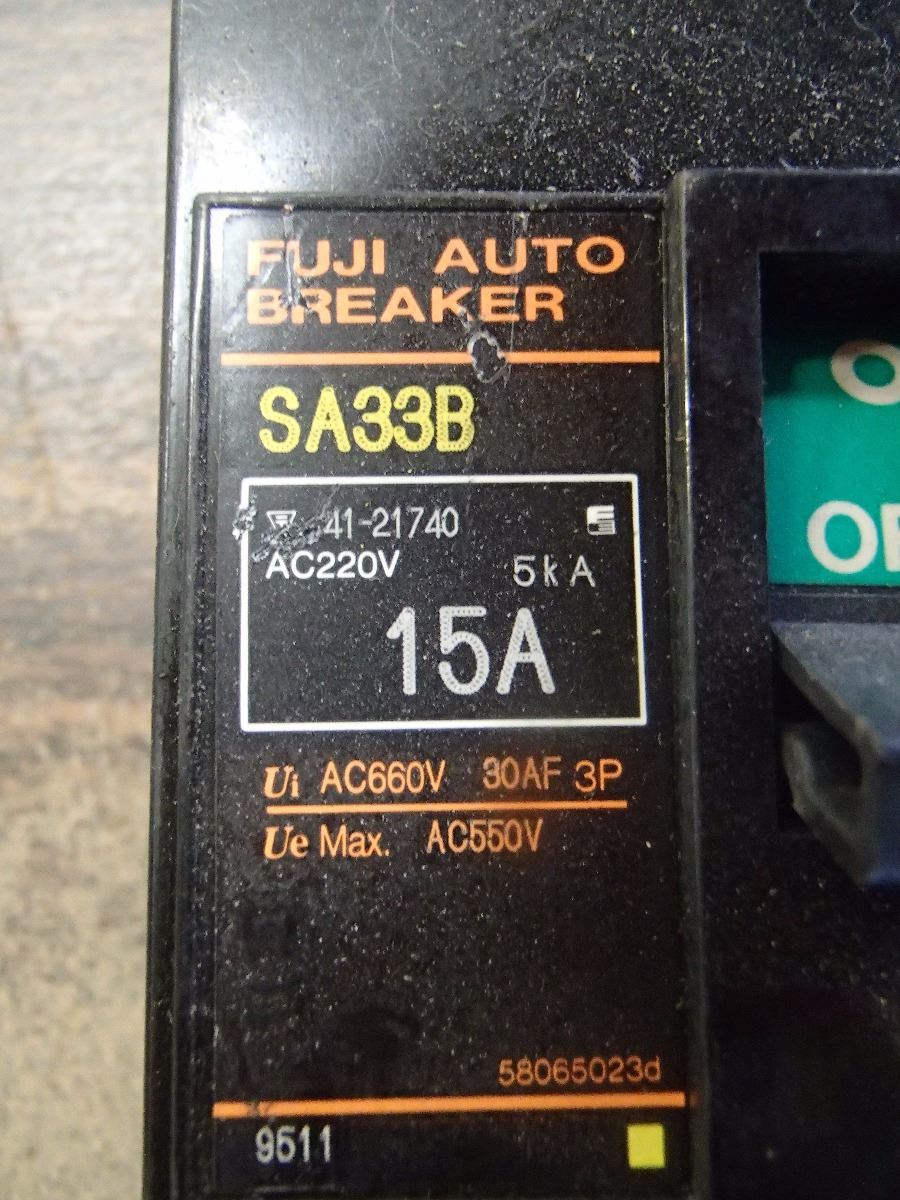 FUJI AUTO
BREAKER
SA33B
41-21740
AC220V 5kA
15A
Ui AC660V 30AF 3P
Ue Max. AC550V
58065023d
9511